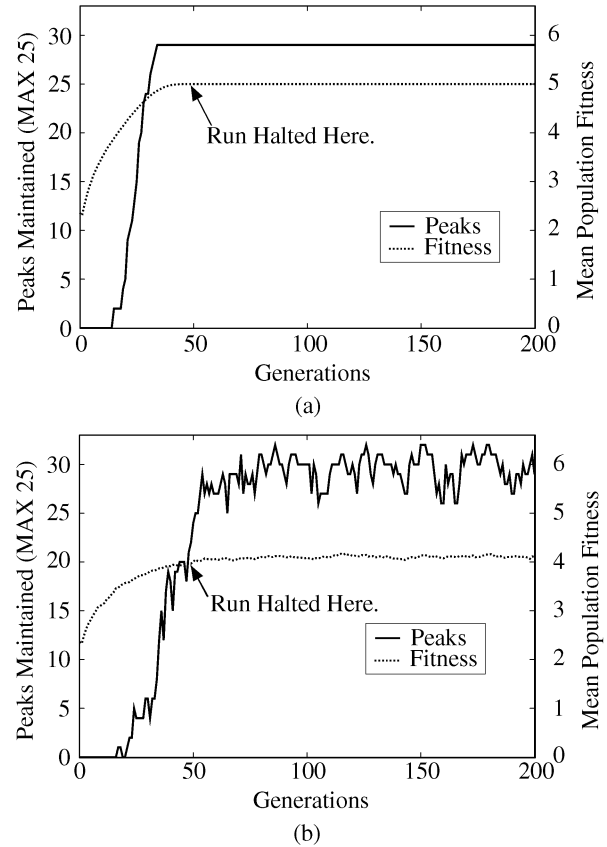 Peaks Maintained (MAX 25)
30
25
20
15
10
5
0
6
5
4
3
2
1
0
Mean Population Fitness
Run Halted Here.
Peaks
Fitness
0
50
100
150
200
Generations
(a)
Peaks Maintained (MAX 25)
30
25
20
15
10
5
0
6
5
4
3
2
1
0
Mean Population Fitness
Run Halted Here.
Peaks
Fitness
0
50
100
150
200
Generations
(b)